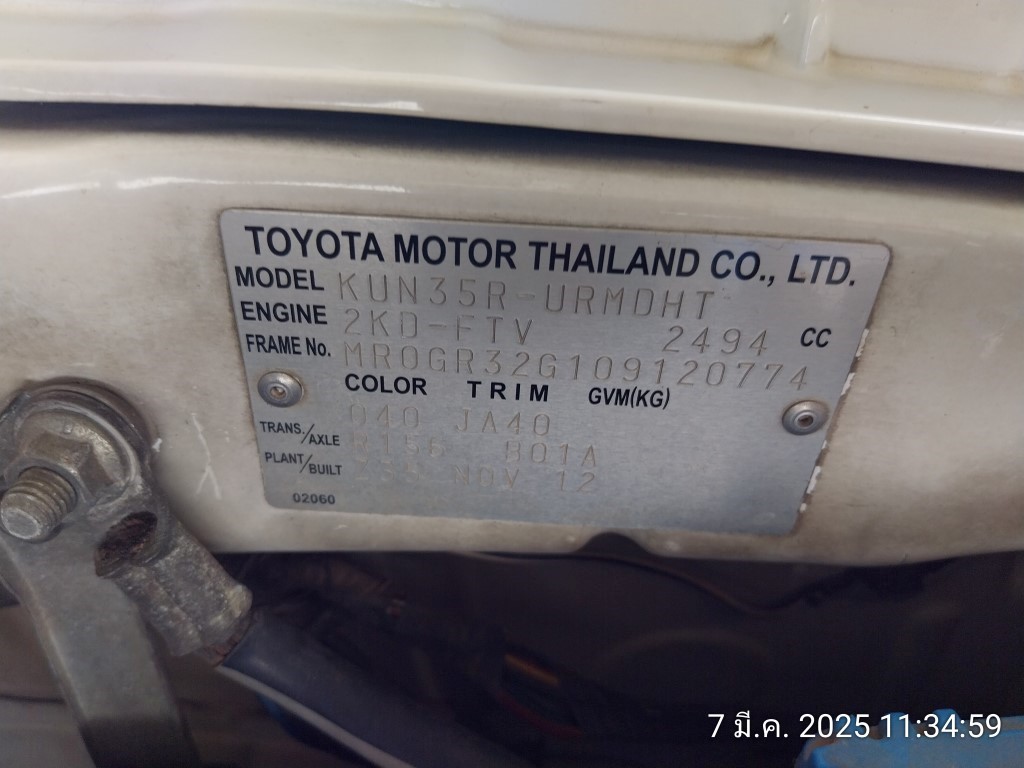 TOYOTA MOTOR THAILAND CO., LTD.
MODEL KUN35R-URMDHT
ENGINE 2KD-FTV 2494 CC
FRAME No. MR0GR32G109120774
COLOR TRIM GVM(KG)
040 JA40
TRANS./AXLE R156 B01A
PLANT/BUILT NOV 12
02060
7 มี.ค. 2025 11:34:59